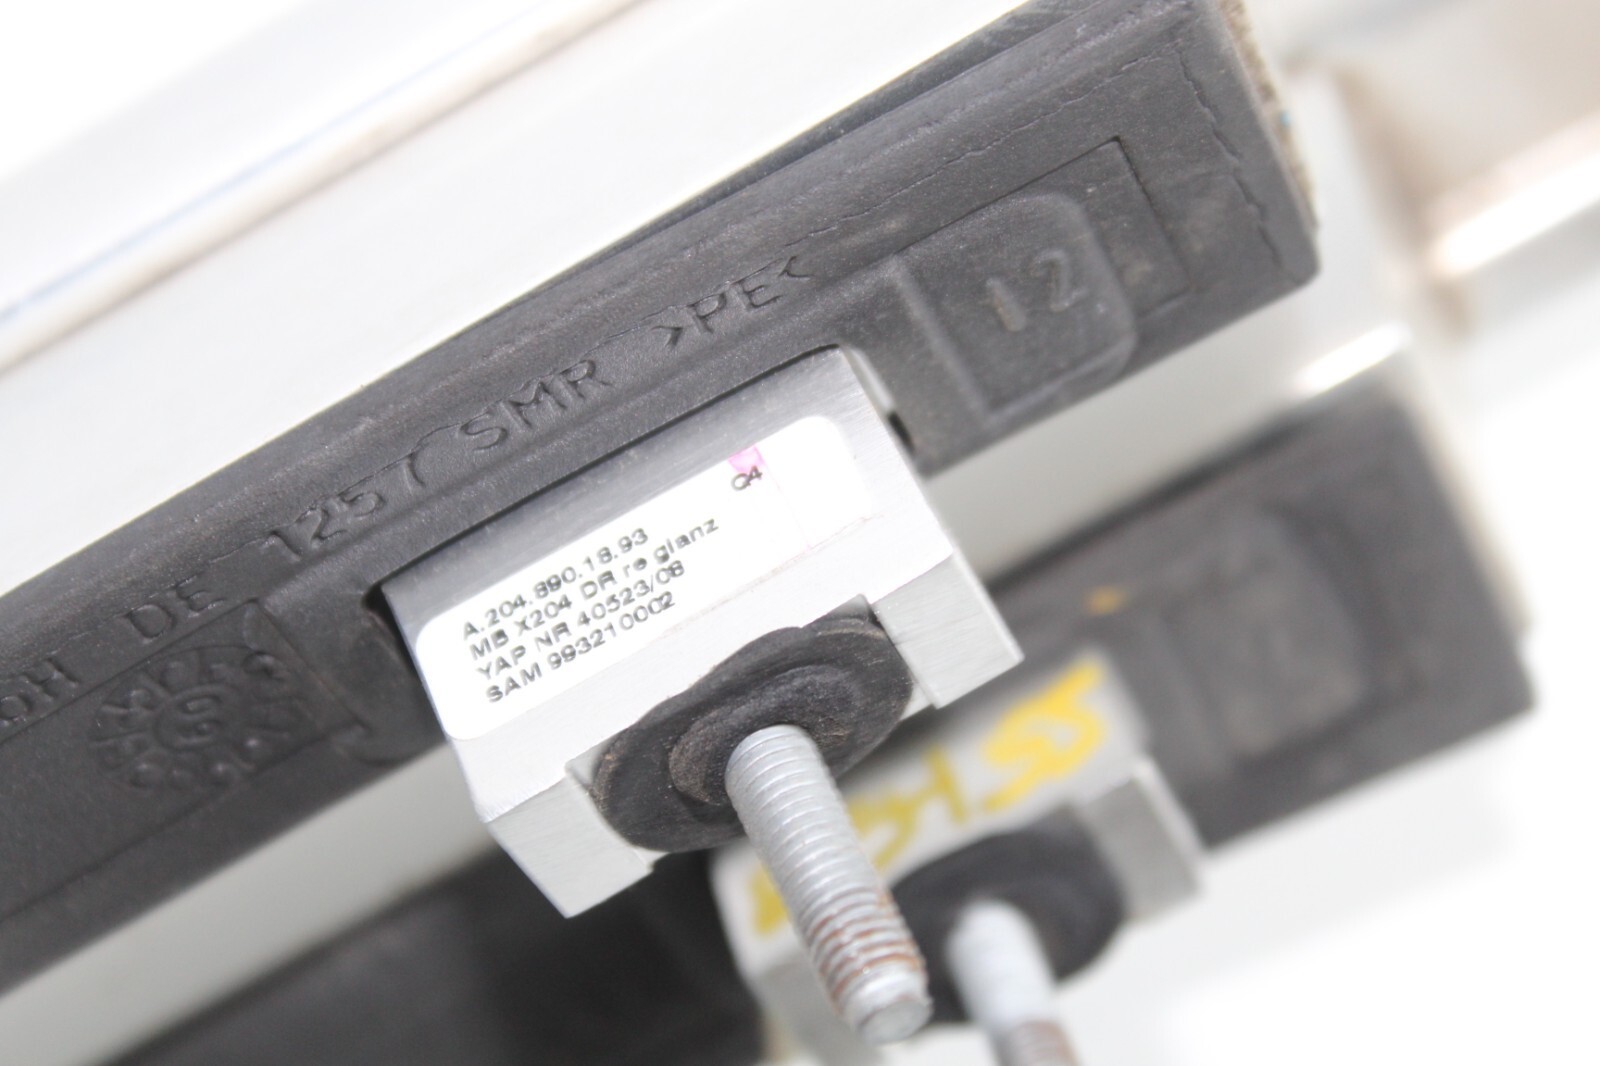 12
>PE<
SMR
1257
DE
Q4
A.204.890.18.93
MB X204 DR re glanz
YAP NR 40523/08
SAM 993210002